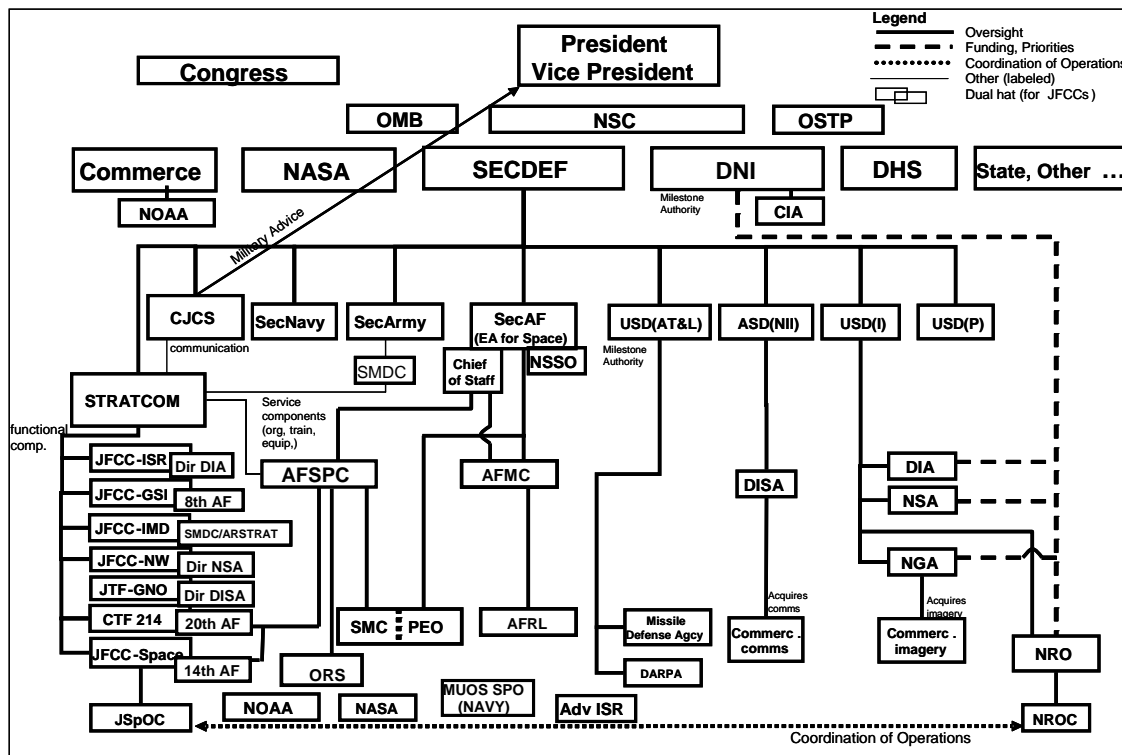 Legend
Oversight
Funding, Priorities
Coordination of Operations
Other (labeled)
Dual hat (for JFCCs)
President
Vice President
Congress
OMB
NSC
OSTP
Commerce
NASA
SECDEF
DNI
DHS
State, Other ...
NOAA
Milestone
Authority
CIA
Military Advice
CJCS
SecNavy
SecArmy
SecAF
(EA for Space)
USD(AT&L)
ASD(NII)
USD(I)
USD(P)
communication
SMDC
Chief
of Staff
NSSO
Milestone
Authority
STRATCOM
Service
components
(org, train,
equip,)
functional
comp.
JFCC-ISR
Dir DIA
AFSPC
AFMC
DISA
DIA
JFCC-GSI
8th AF
NSA
JFCC-IMD
SMDC/ARSTRAT
JFCC-NW
Dir NSA
NGA
JTF-GNO
Dir DISA
CTF 214
20th AF
SMC
PEO
AFRL
Missile
Defense Agcy
Acquires
comms
Commerc .
comms
Acquires
imagery
Commerc .
imagery
JFCC-Space
14th AF
ORS
DARPA
NRO
JSpOC
NOAA
NASA
MUOS SPO
(NAVY)
Adv ISR
NROC
Coordination of Operations